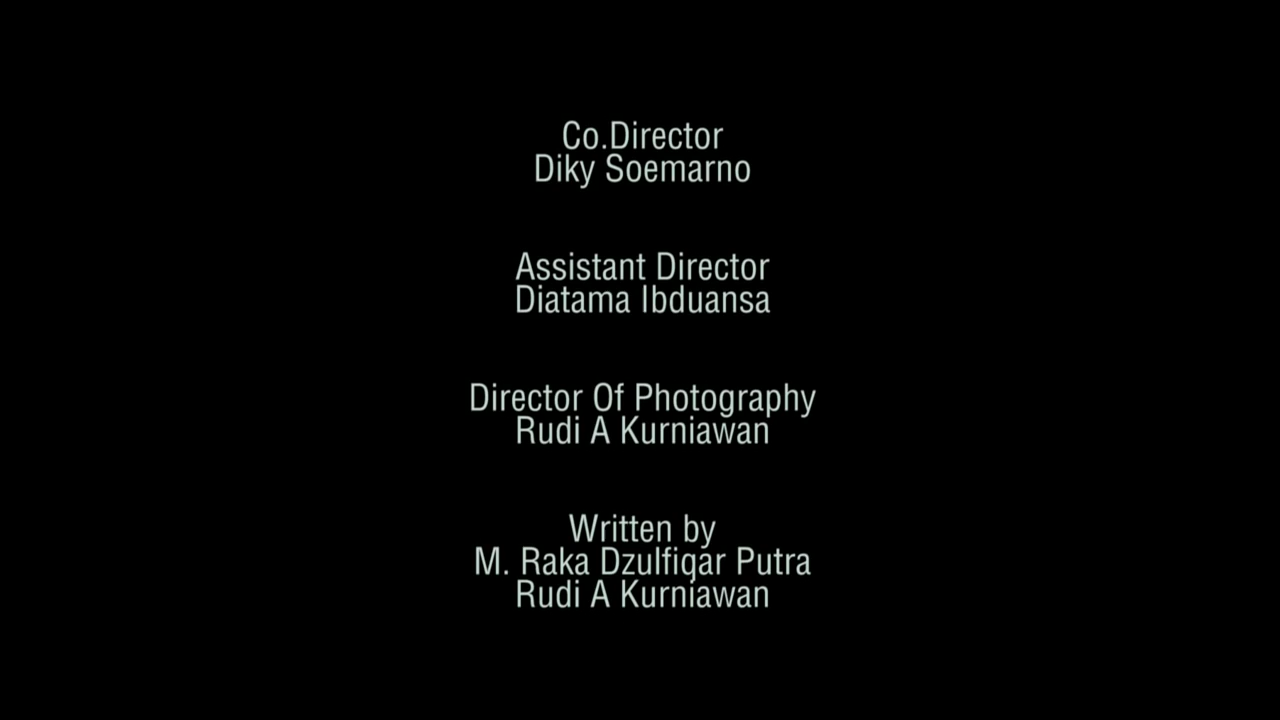 Co.Director
Diky Soemarno
Assistant Director
Diatama Ibduansa
Director Of Photography
Rudi A Kurniawan
Written by
M. Raka Dzulfiqar Putra
Rudi A Kurniawan